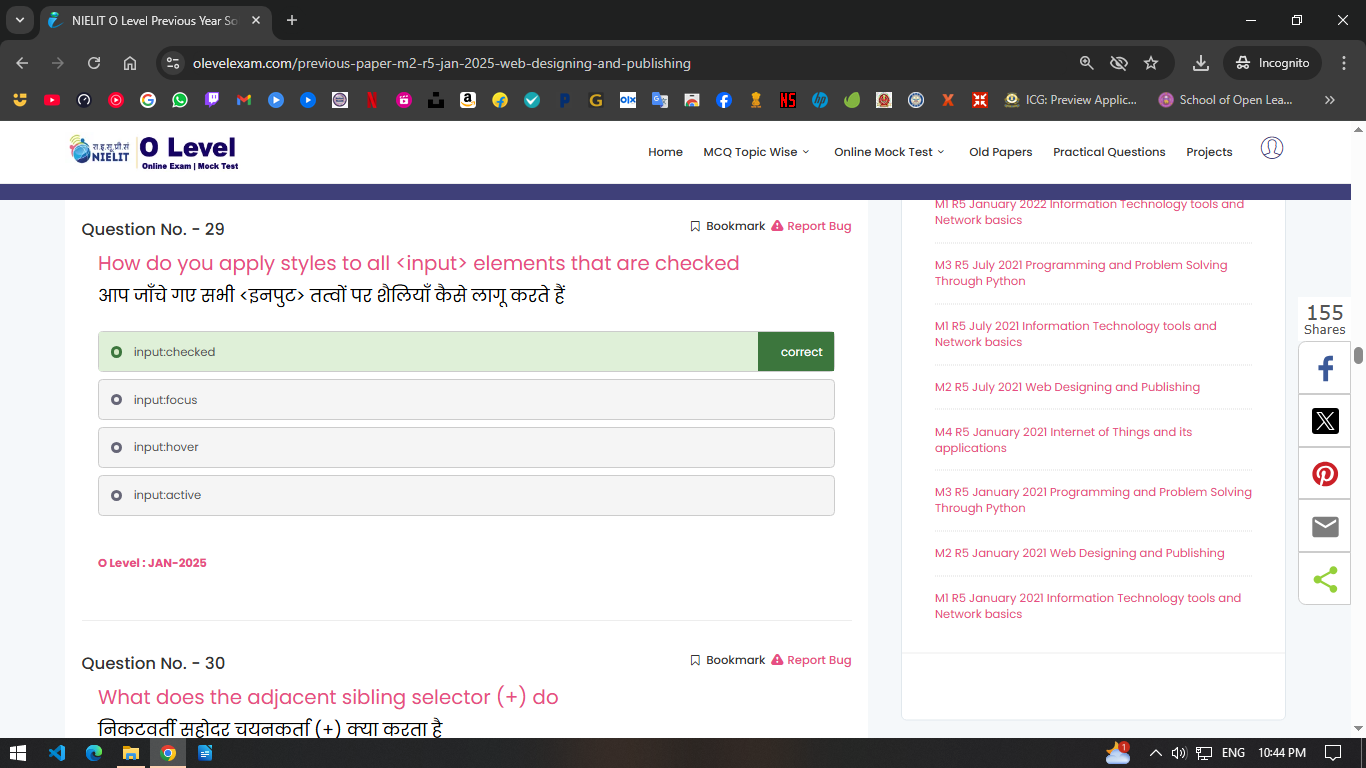 NIELIT O Level Previous Year So
olevelexam.com/previous-paper-m2-r5-jan-2025-web-designing-and-publishing
Incognito
ICG: Preview Applic...
School of Open Lea...
NIELIT
O Level
Online Exam | Mock Test
Home
MCQ Topic Wise
Online Mock Test
Old Papers
Practical Questions
Projects
Question No. - 29
Bookmark
Report Bug
How do you apply styles to all <input> elements that are checked
आप जाँचे गए सभी <इनपुट> तत्वों पर शैलियाँ कैसे लागू करते हैं
input:checked
correct
input:focus
input:hover
input:active
O Level : JAN-2025
Question No. - 30
Bookmark
Report Bug
What does the adjacent sibling selector (+) do
निकटवर्ती सहोदर चयनकर्ता (+) क्या करता है
M1 R5 January 2022 Information Technology tools and
Network basics
M3 R5 July 2021 Programming and Problem Solving
Through Python
M1 R5 July 2021 Information Technology tools and
Network basics
M2 R5 July 2021 Web Designing and Publishing
M4 R5 January 2021 Internet of Things and its
applications
M3 R5 January 2021 Programming and Problem Solving
Through Python
M2 R5 January 2021 Web Designing and Publishing
M1 R5 January 2021 Information Technology tools and
Network basics
155
Shares
1
ENG
10:44 PM